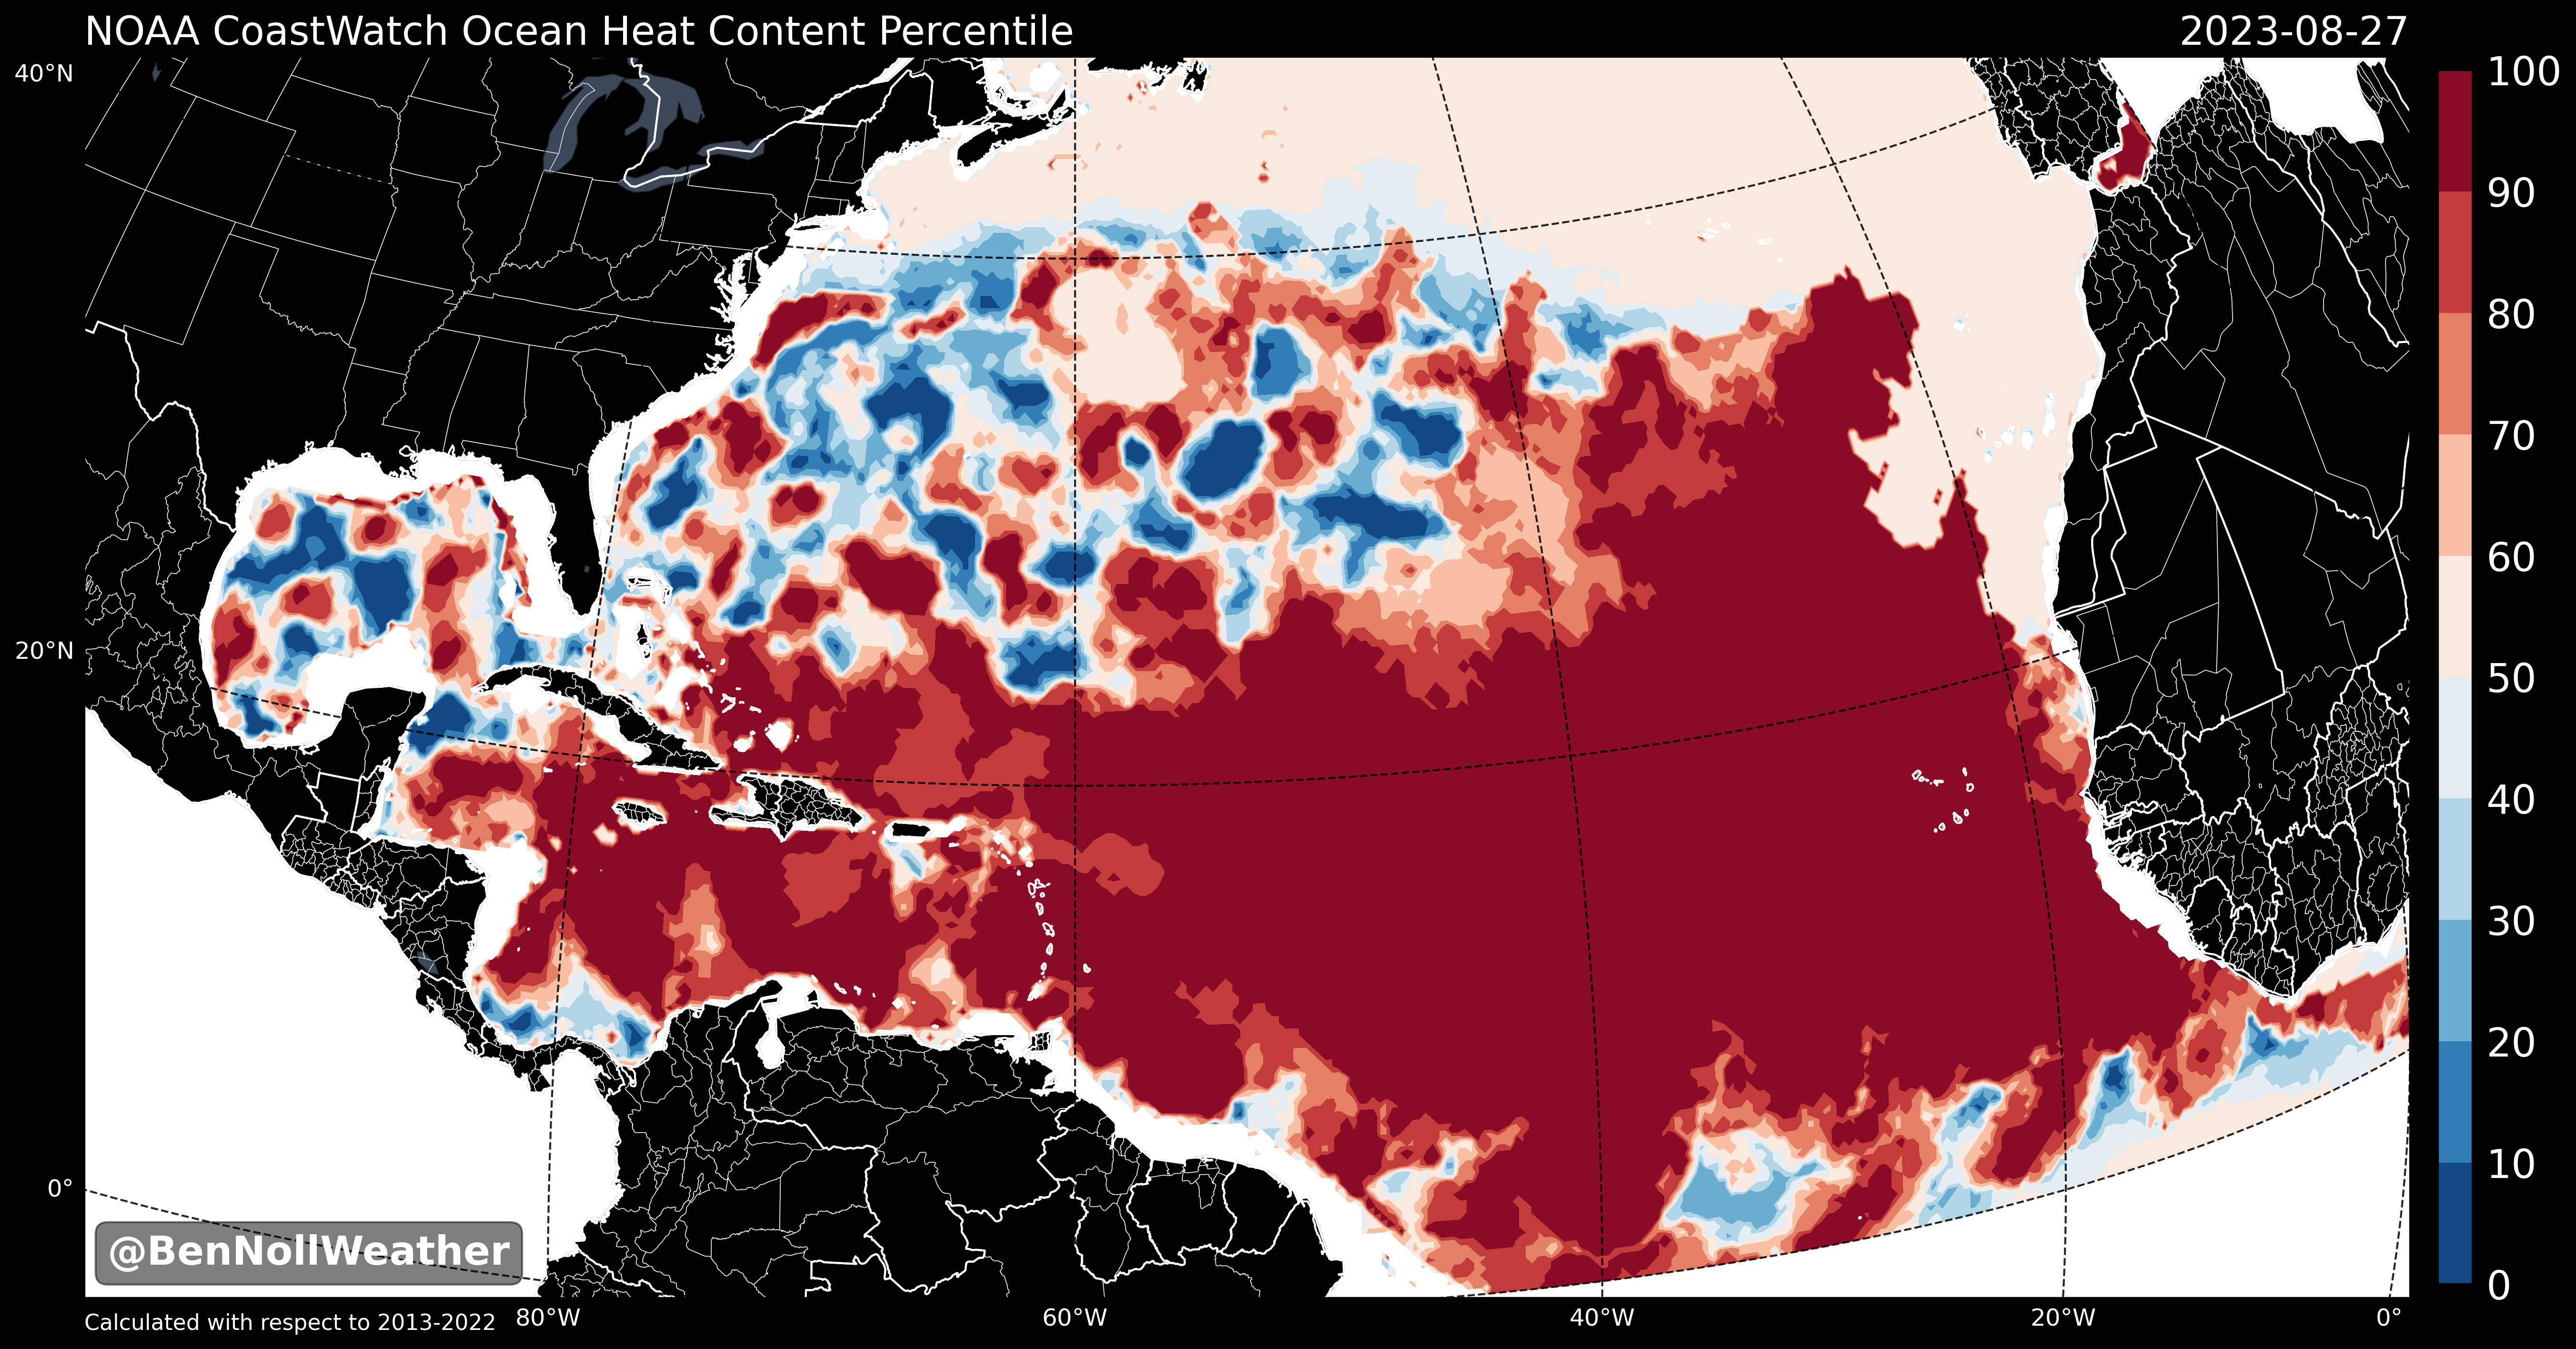 NOAA CoastWatch Ocean Heat Content Percentile 2023-08-27
40°N 100
90
80
70
60
20°N 50
40
30
20
0° 10
@BenNollWeather 0
Calculated with respect to 2013-2022 80°W 60°W 40°W 20°W 0°